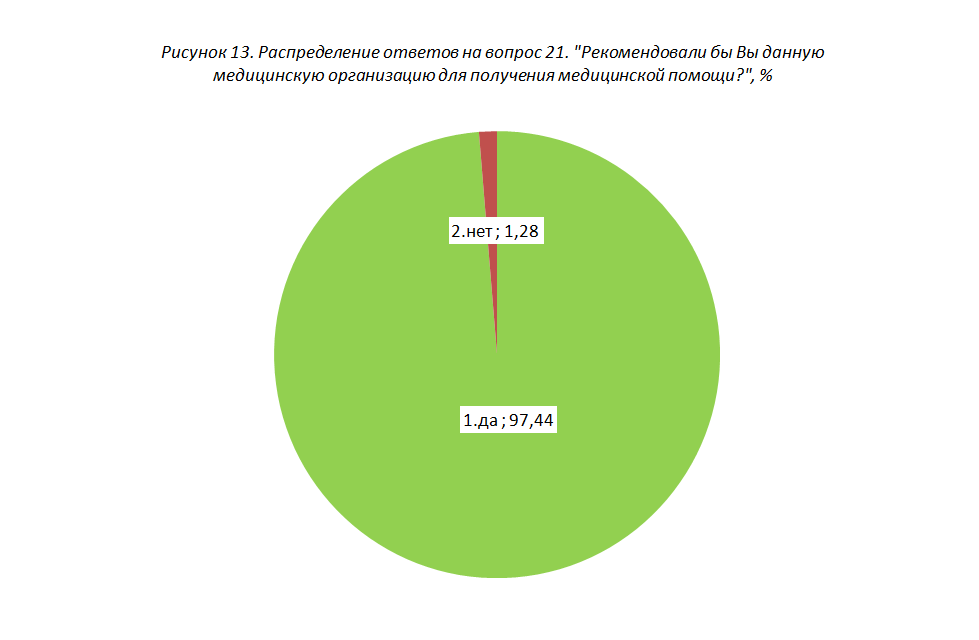 Рисунок 13. Распределение ответов на вопрос 21. "Рекомендовали бы Вы данную
медицинскую организацию для получения медицинской помощи?", %
2.нет ; 1,28
1.да ; 97,44